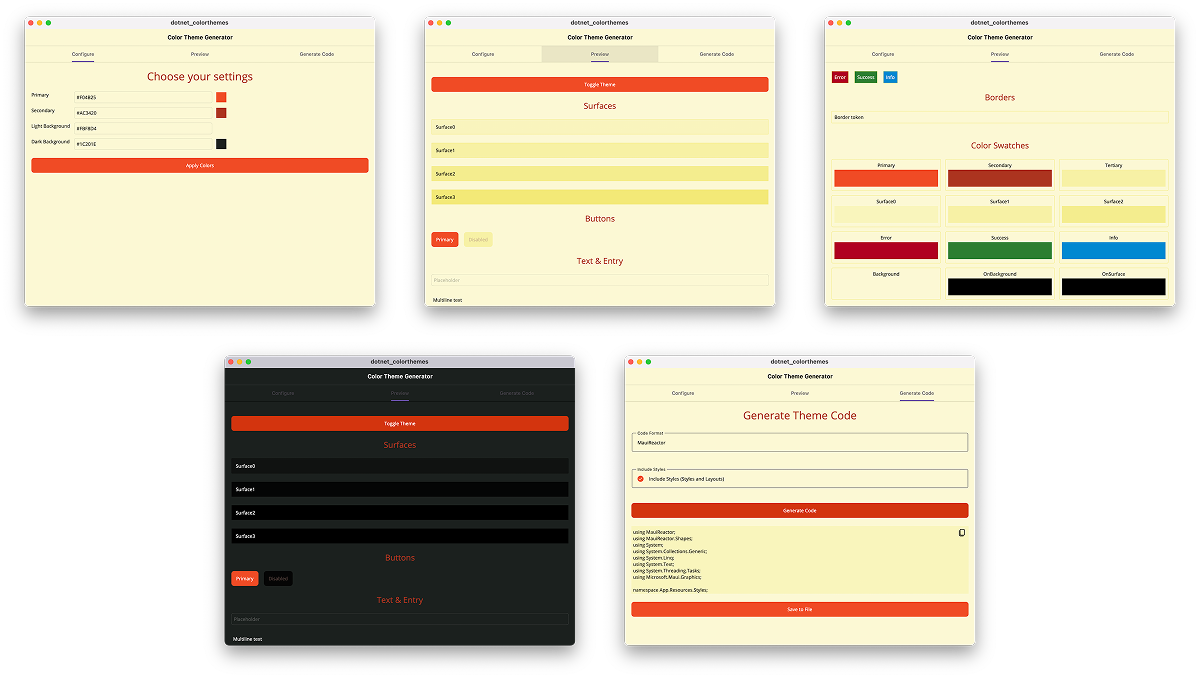 dotnet_colorthemes
Color Theme Generator
Configure Preview Generate Code
Choose your settings
Primary #F04B25
Secondary #AC3420
Light Background #FBF8D4
Dark Background #1C201E
Apply Colors
dotnet_colorthemes
Color Theme Generator
Configure Preview Generate Code
Toggle Theme
Surfaces
Surface0
Surface1
Surface2
Surface3
Buttons
Primary Disabled
Text & Entry
Placeholder
Multiline text
dotnet_colorthemes
Color Theme Generator
Configure Preview Generate Code
Error Success Info
Borders
Border token
Color Swatches
Primary Secondary Tertiary
Surface0 Surface1 Surface2
Error Success Info
Background OnBackground OnSurface
dotnet_colorthemes
Color Theme Generator
Configure Preview Generate Code
Toggle Theme
Surfaces
Surface0
Surface1
Surface2
Surface3
Buttons
Primary Disabled
Text & Entry
Placeholder
Multiline text
dotnet_colorthemes
Color Theme Generator
Configure Preview Generate Code
Generate Theme Code
Code Format
MauiReactor
Include Styles
Include Styles (Styles and Layouts)
Generate Code
using MauiReactor;
using MauiReactor.Shapes;
using System;
using System.Collections.Generic;
using System.Linq;
using System.Text;
using System.Threading.Tasks;
using Microsoft.Maui.Graphics;
namespace App.Resources.Styles;
Save to File